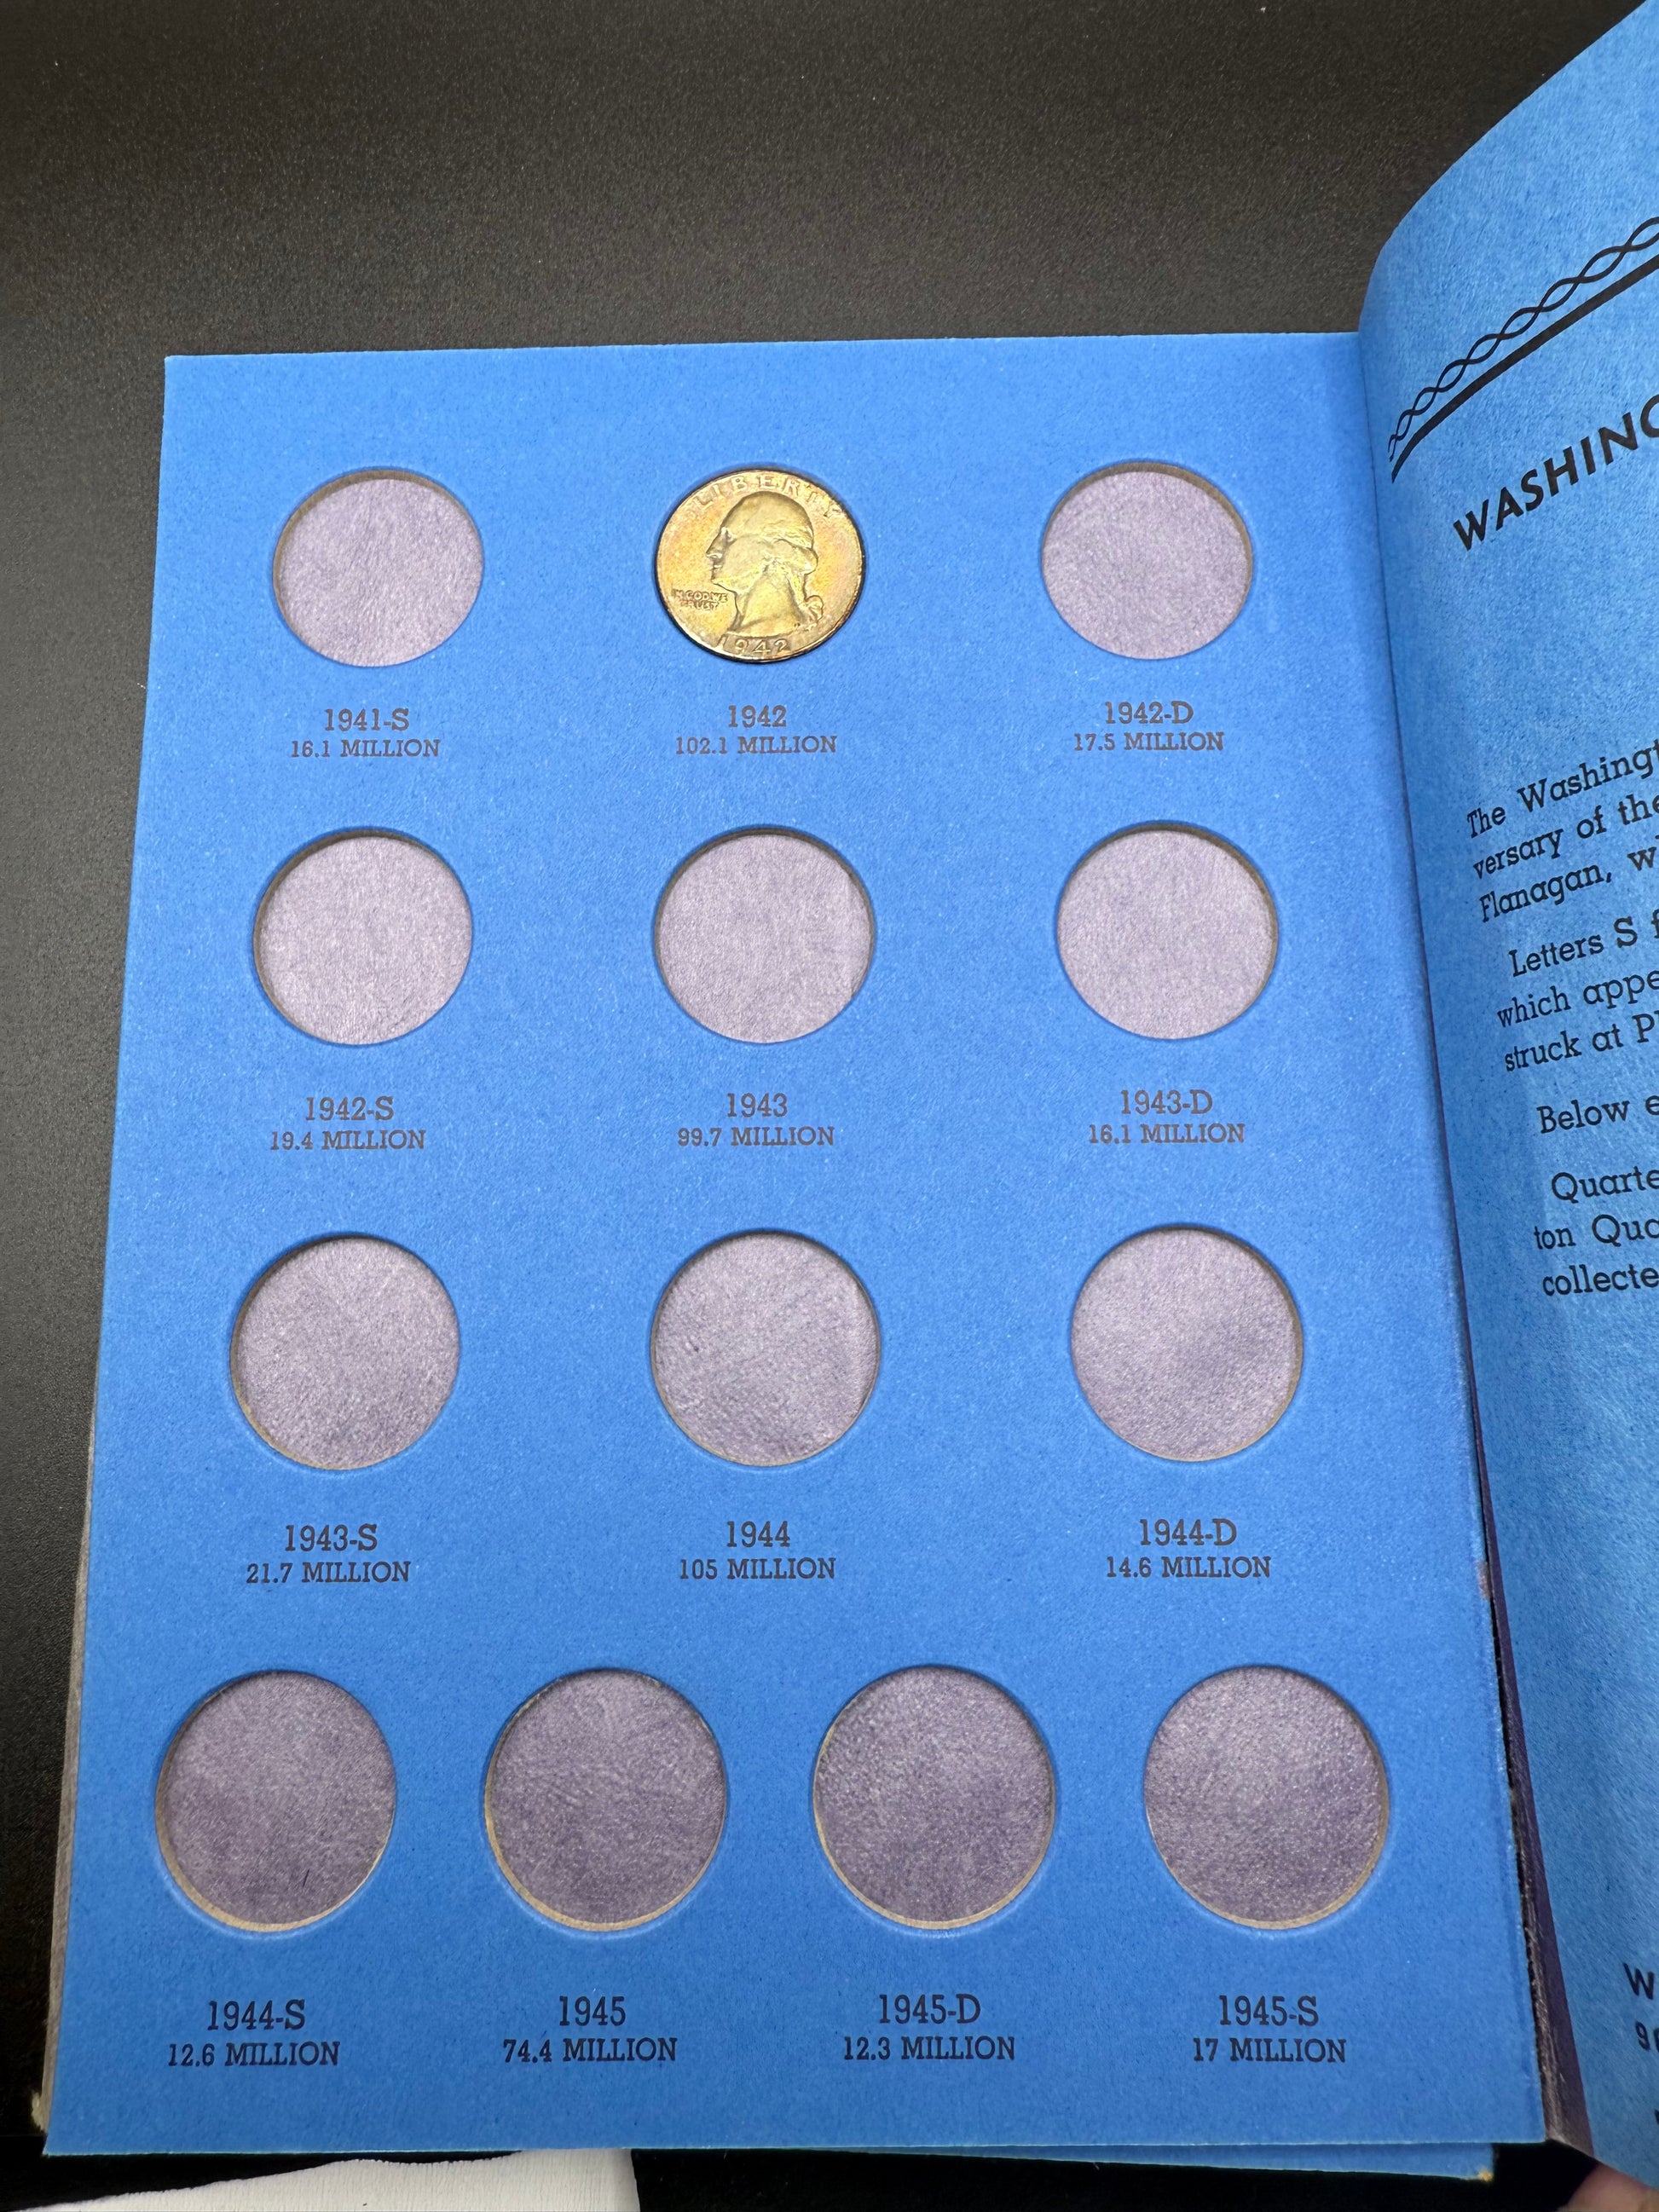 LIBERTY
IN GOD WE
TRUST
1942
1941-S
16.1 MILLION
1942
102.1 MILLION
1942-D
17.5 MILLION
1942-S
19.4 MILLION
1943
99.7 MILLION
1943-D
16.1 MILLION
1943-S
21.7 MILLION
1944
105 MILLION
1944-D
14.6 MILLION
1944-S
12.6 MILLION
1945
74.4 MILLION
1945-D
12.3 MILLION
1945-S
17 MILLION
WASHING
The Washingt
versary of the
Flanagan, w
Letters S f
which appe
struck at P
Below e
Quarte
ton Qua
collecte
W